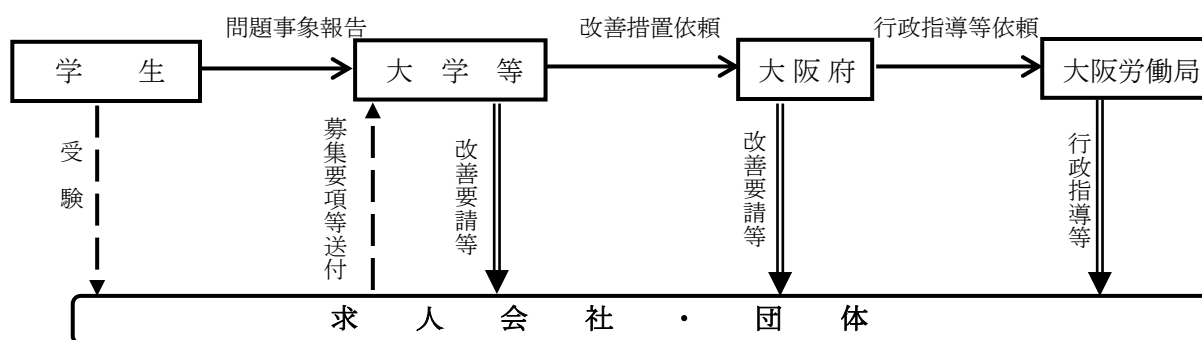 問題事象報告
改善措置依頼
行政指導等依頼
学生
大学等
大阪府
大阪労働局
受験
募集要項等送付
改善要請等
改善要請等
行政指導等
求人会社・団体